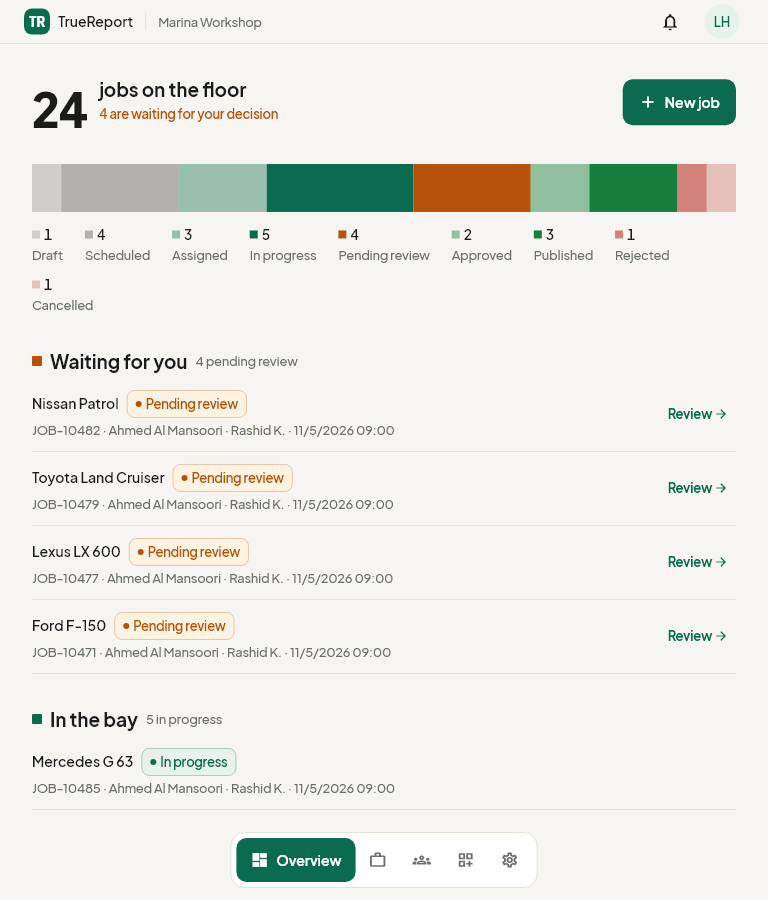 TR TrueReport Marina Workshop LH
24 jobs on the floor
4 are waiting for your decision
+ New job
1 4 3 5 4 2 3 1
Draft Scheduled Assigned In progress Pending review Approved Published Rejected
1
Cancelled
Waiting for you 4 pending review
Nissan Patrol Pending review
JOB-10482 · Ahmed Al Mansoori · Rashid K. · 11/5/2026 09:00
Review →
Toyota Land Cruiser Pending review
JOB-10479 · Ahmed Al Mansoori · Rashid K. · 11/5/2026 09:00
Review →
Lexus LX 600 Pending review
JOB-10477 · Ahmed Al Mansoori · Rashid K. · 11/5/2026 09:00
Review →
Ford F-150 Pending review
JOB-10471 · Ahmed Al Mansoori · Rashid K. · 11/5/2026 09:00
Review →
In the bay 5 in progress
Mercedes G 63 In progress
JOB-10485 · Ahmed Al Mansoori · Rashid K. · 11/5/2026 09:00
Overview